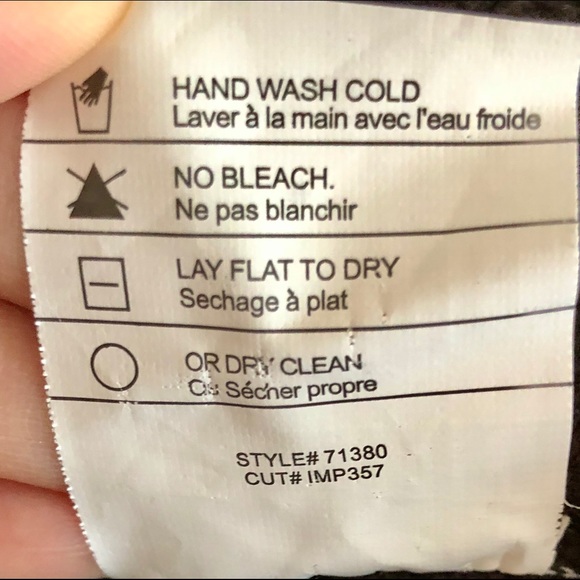 HAND WASH COLD
Laver à la main avec l'eau froide
NO BLEACH.
Ne pas blanchir
LAY FLAT TO DRY
Sechage à plat
OR DRY CLEAN
Ou Sécher propre
STYLE# 71380
CUT# IMP357